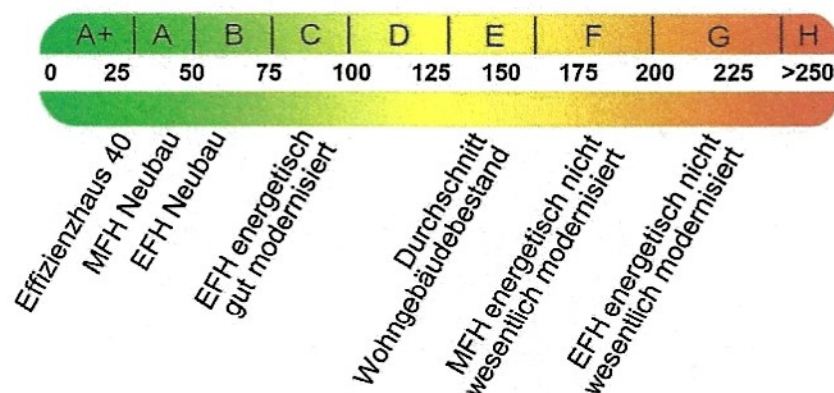 A+ A B C D E F G H
0 25 50 75 100 125 150 175 200 225 >250
Effizienzhaus 40
MFH Neubau
EFH Neubau
EFH energetisch
gut modernisiert
Durchschnitt
Wohngebäudebestand
MFH energetisch nicht
wesentlich modernisiert
EFH energetisch nicht
wesentlich modernisiert